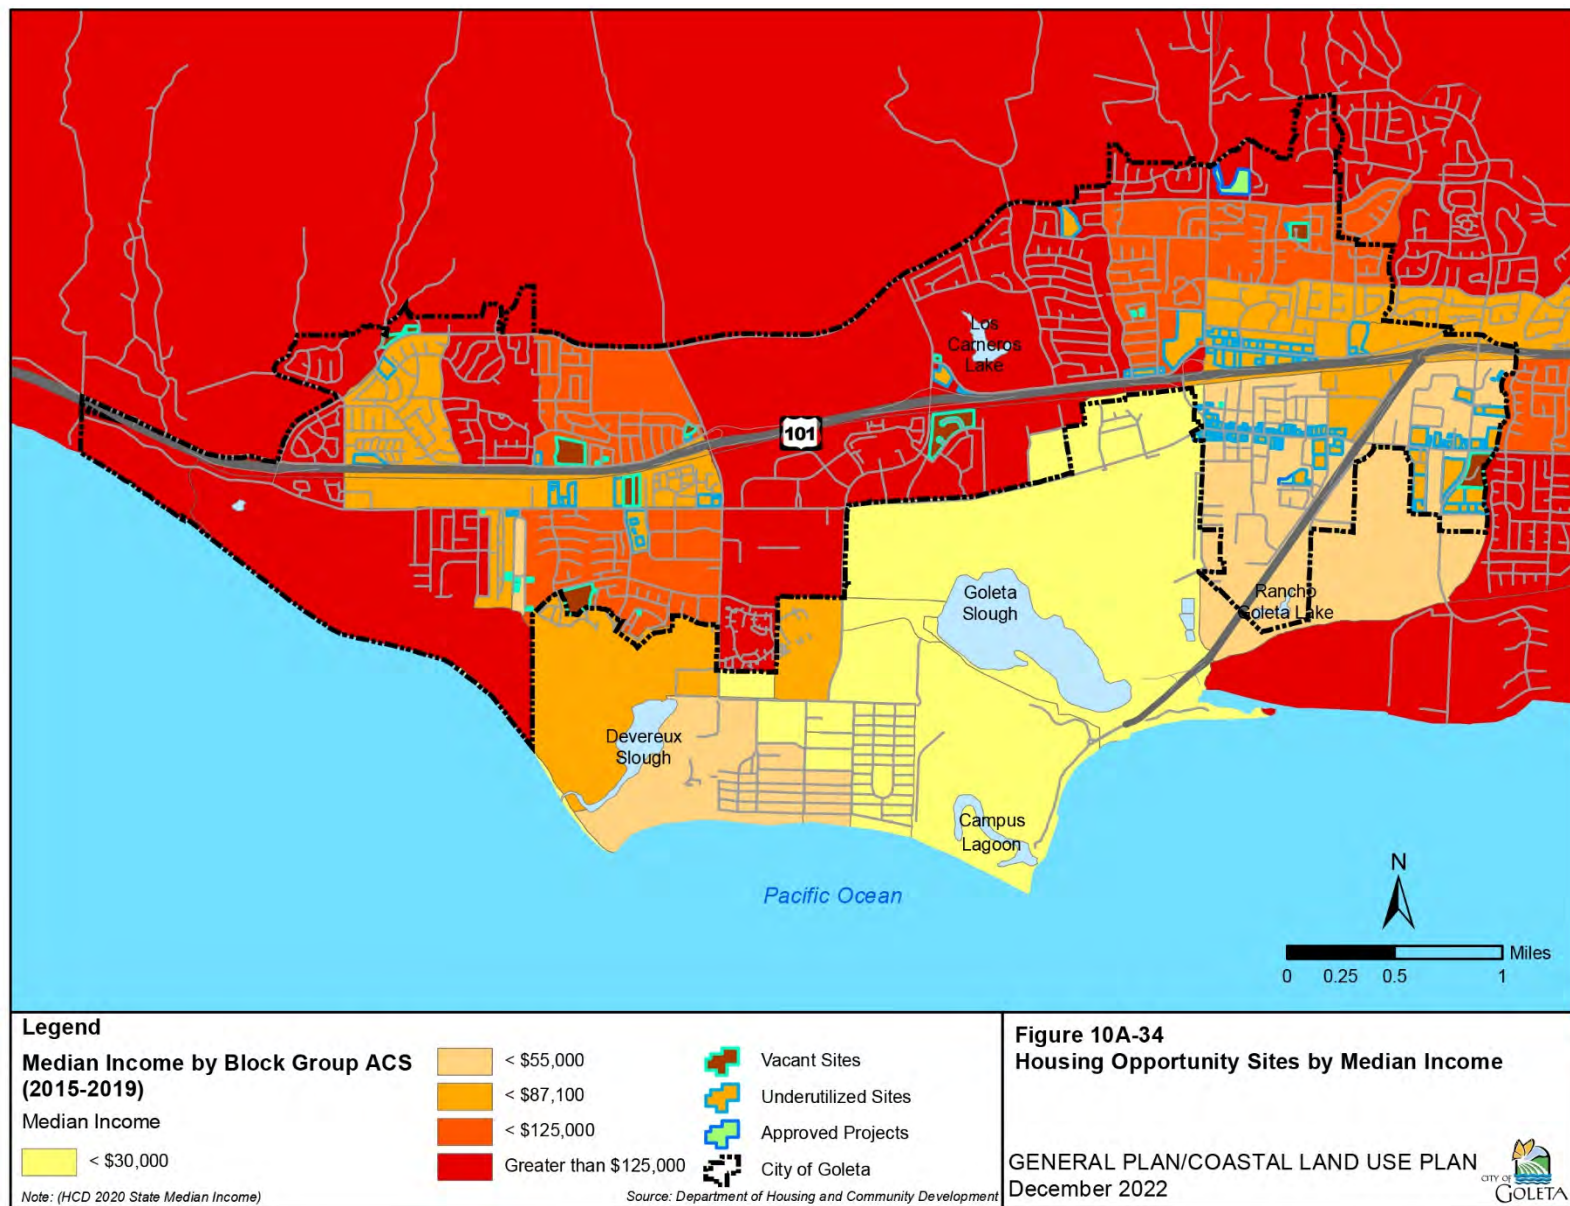 Los
Carneros
Lake
101
Goleta
Slough
Rancho
Goleta Lake
Devereux
Slough
Campus
Lagoon
Pacific Ocean
N
Miles
0 0.25 0.5 1
Legend
Median Income by Block Group ACS
(2015-2019)
Median Income
< $30,000
Note: (HCD 2020 State Median Income)
< $55,000
< $87,100
< $125,000
Greater than $125,000
Vacant Sites
Underutilized Sites
Approved Projects
City of Goleta
Source: Department of Housing and Community Development
Figure 10A-34
Housing Opportunity Sites by Median Income
GENERAL PLAN/COASTAL LAND USE PLAN
December 2022
CITY OF
GOLETA